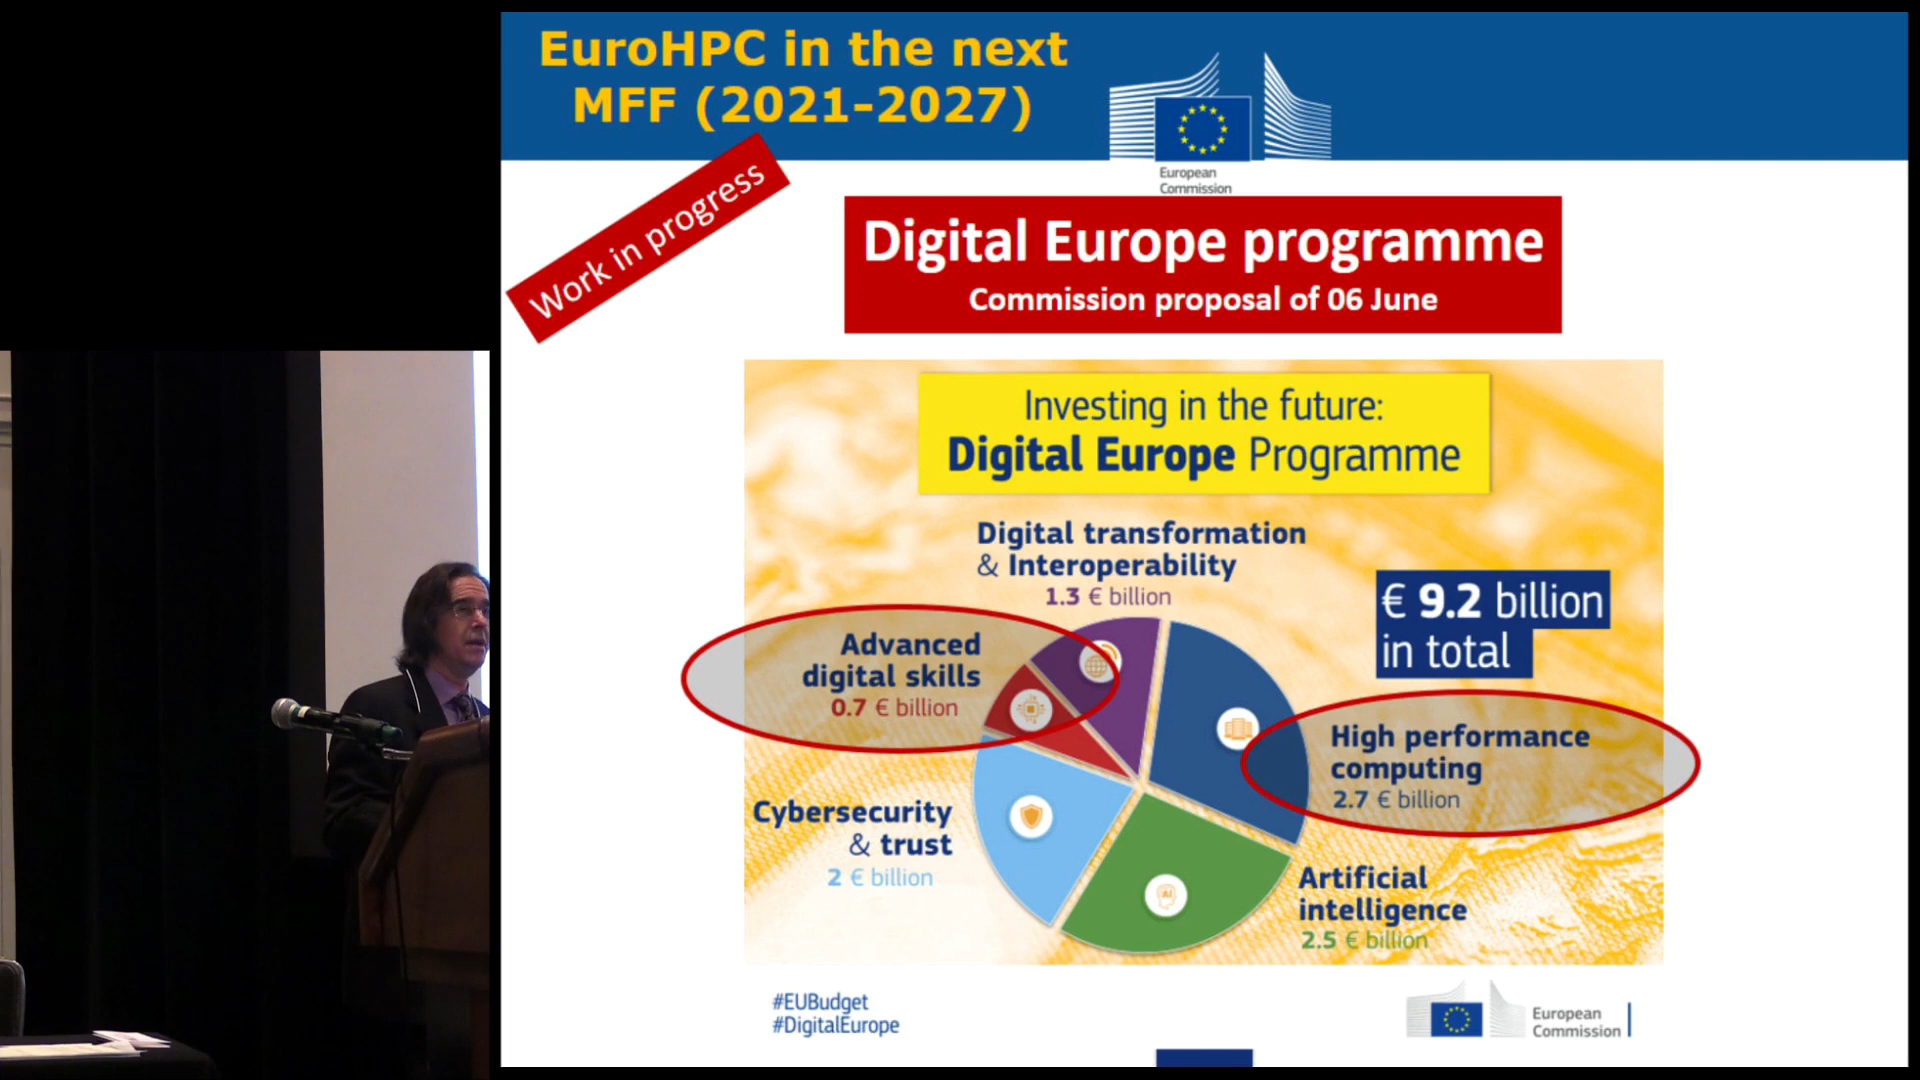 EuroHPC in the next
MFF (2021-2027)
European
Commission
Work in progress
Digital Europe programme
Commission proposal of 06 June
Investing in the future:
Digital Europe Programme
Digital transformation
& Interoperability
1.3 € billion
€ 9.2 billion
in total
Advanced
digital skills
0.7 € billion
High performance
computing
2.7 € billion
Cybersecurity
& trust
2 € billion
AI
Artificial
intelligence
2.5 € billion
#EUBudget
#DigitalEurope
European
Commission